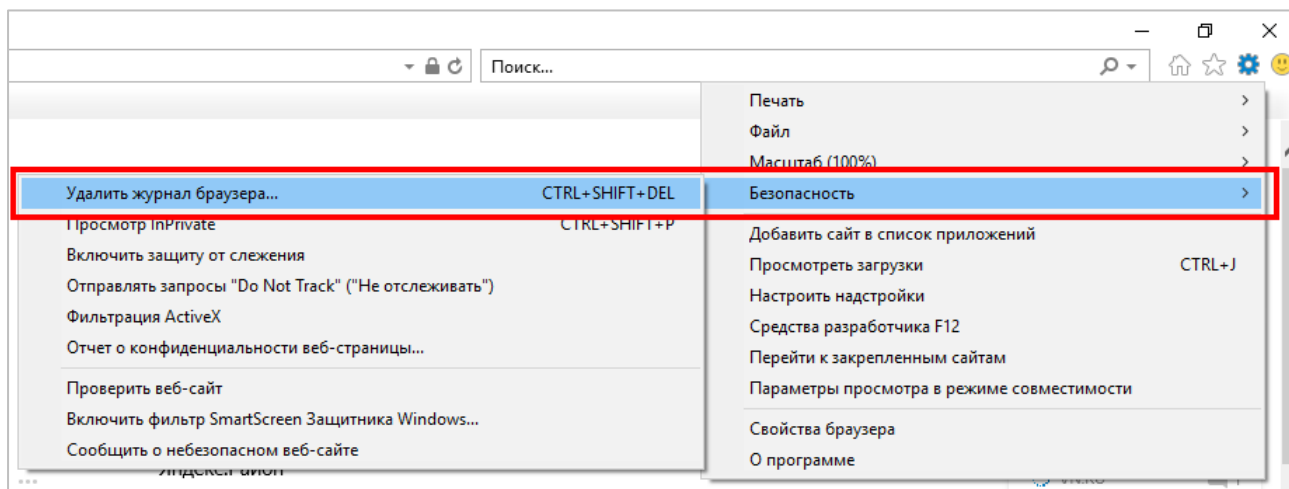 Поиск...
Печать
Файл
Масштаб (100%)
Безопасность
Добавить сайт в список приложений
Просмотреть загрузки CTRL+J
Настроить надстройки
Средства разработчика F12
Перейти к закрепленным сайтам
Параметры просмотра в режиме совместимости
Свойства браузера
О программе
Удалить журнал браузера... CTRL+SHIFT+DEL
Просмотр InPrivate CTRL+SHIFT+P
Включить защиту от слежения
Отправлять запросы "Do Not Track" ("Не отслеживать")
Фильтрация ActiveX
Отчет о конфиденциальности веб-страницы...
Проверить веб-сайт
Включить фильтр SmartScreen Защитника Windows...
Сообщить о небезопасном веб-сайте
Яндекс.Район